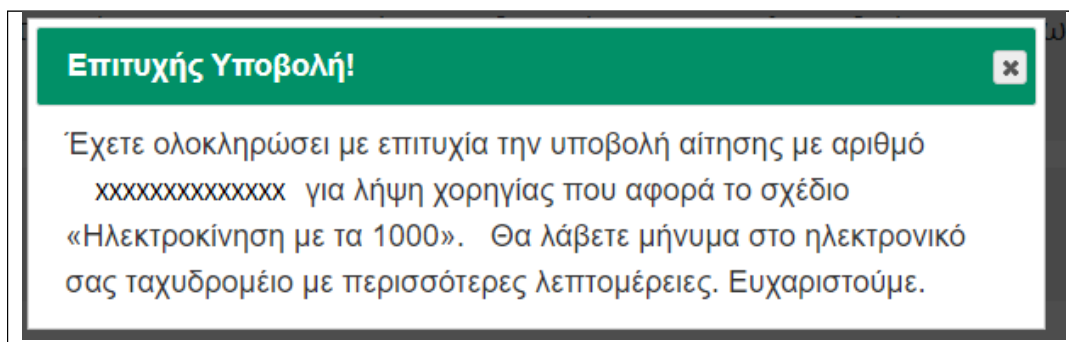 Επιτυχής Υποβολή!
Έχετε ολοκληρώσει με επιτυχία την υποβολή αίτησης με αριθμό
xxxxxxxxxxxxxx για λήψη χορηγίας που αφορά το σχέδιο
«Ηλεκτροκίνηση με τα 1000». Θα λάβετε μήνυμα στο ηλεκτρονικό
σας ταχυδρομέιο με περισσότερες λεπτομέρειες. Ευχαριστούμε.